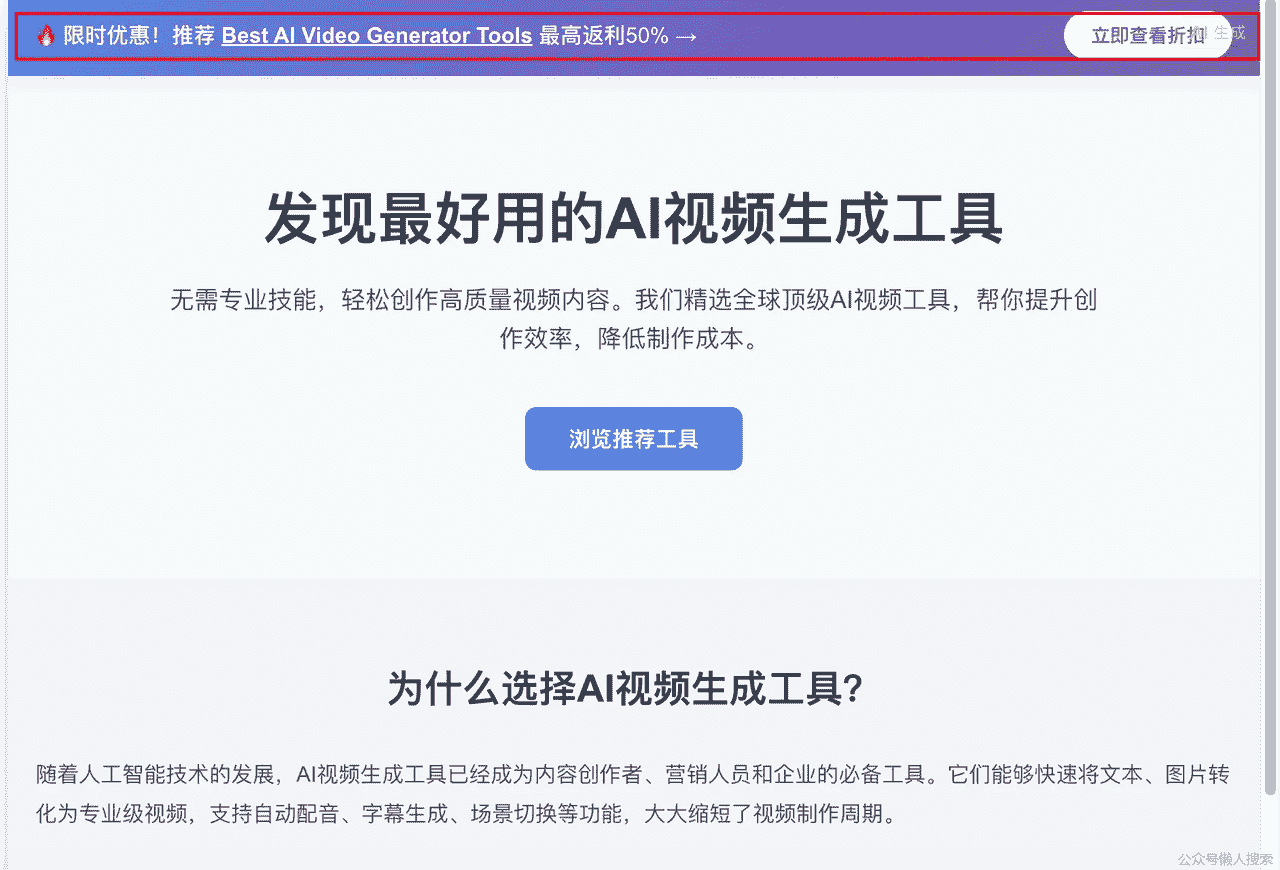 🔥 限时优惠！推荐 Best AI Video Generator Tools 最高返利50% →
立即查看折扣
AI 生成
发现最好用的AI视频生成工具
无需专业技能，轻松创作高质量视频内容。我们精选全球顶级AI视频工具，帮你提升创
作效率，降低制作成本。
浏览推荐工具
为什么选择AI视频生成工具?
随着人工智能技术的发展，AI视频生成工具已经成为内容创作者、营销人员和企业的必备工具。它们能够快速将文本、图片转
化为专业级视频，支持自动配音、字幕生成、场景切换等功能，大大缩短了视频制作周期。
公众号懒人搜索